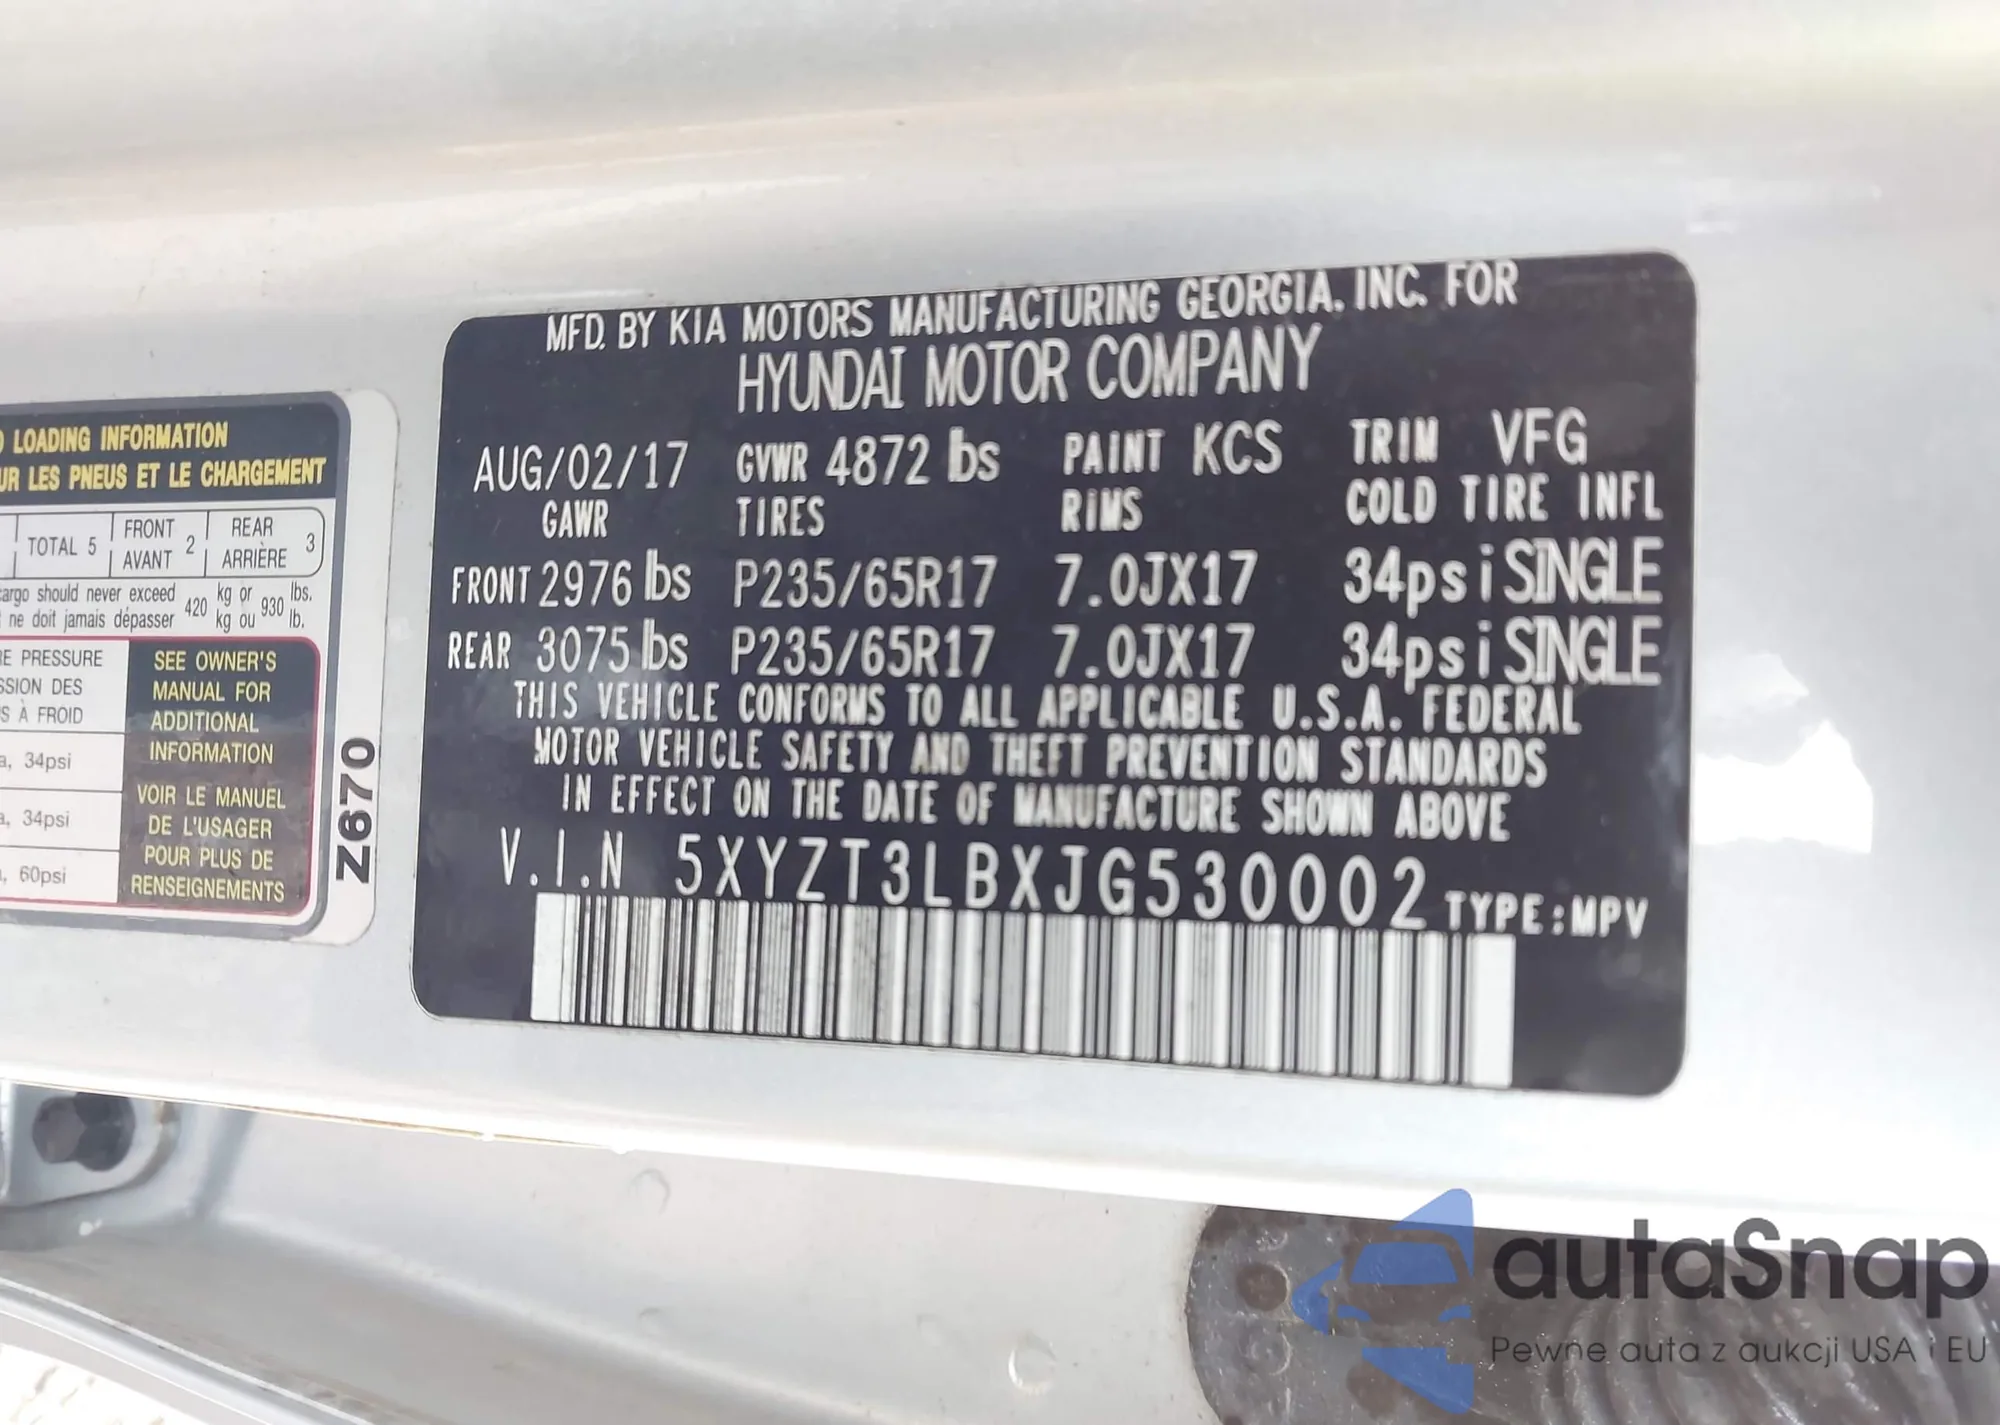 LOADING INFORMATION
UR LES PNEUS ET LE CHARGEMENT
TOTAL 5 FRONT AVANT 2 REAR ARRIÈRE 3
cargo should never exceed 420 kg or 930 lbs.
ne doit jamais dépasser 420 kg ou 930 lb.
E PRESSURE
SSION DES
S À FROID
a, 34psi
a, 34psi
, 60psi
SEE OWNER'S
MANUAL FOR
ADDITIONAL
INFORMATION
VOIR LE MANUEL
DE L'USAGER
POUR PLUS DE
RENSEIGNEMENTS
Z670
MFD. BY KIA MOTORS MANUFACTURING GEORGIA, INC. FOR
HYUNDAI MOTOR COMPANY
AUG/02/17 GVWR 4872 lbs PAINT KCS TRIM VFG
GAWR TIRES RIMS COLD TIRE INFL
FRONT 2976 lbs P235/65R17 7.0JX17 34psi SINGLE
REAR 3075 lbs P235/65R17 7.0JX17 34psi SINGLE
THIS VEHICLE CONFORMS TO ALL APPLICABLE U.S.A. FEDERAL
MOTOR VEHICLE SAFETY AND THEFT PREVENTION STANDARDS
IN EFFECT ON THE DATE OF MANUFACTURE SHOWN ABOVE
V.I.N 5XYZT3LBXJG530002 TYPE:MPV
autaSnap
Pewne auta z aukcji USA i EU